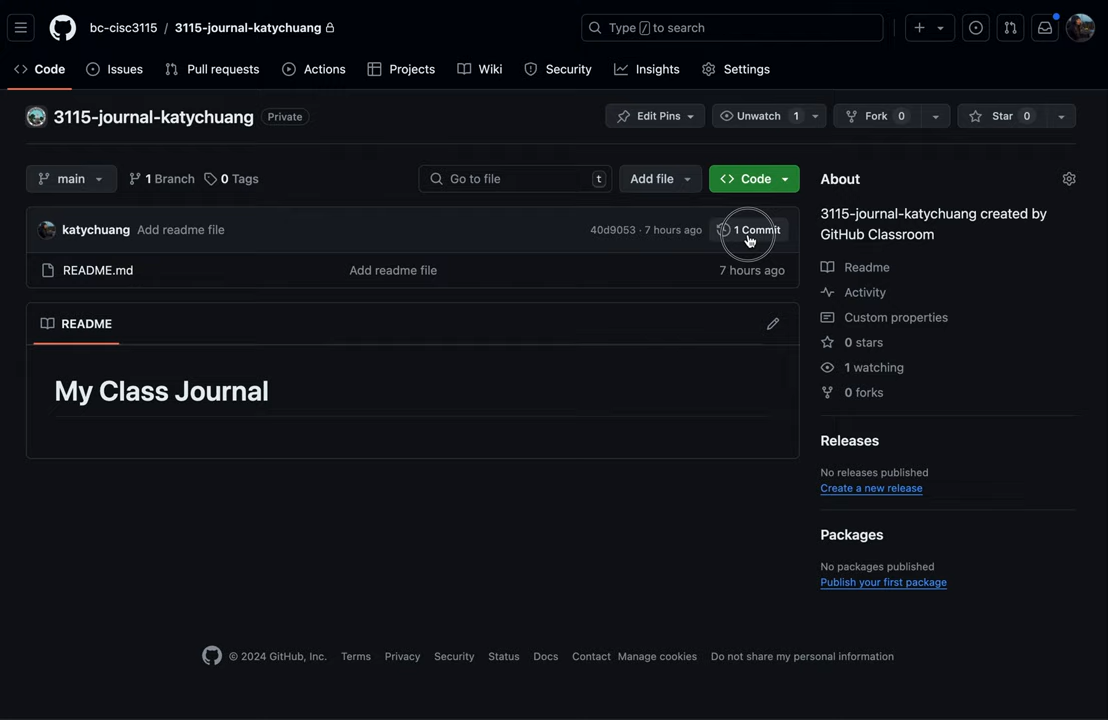 bc-cisc3115 / 3115-journal-katychuang
Type / to search
Code Issues Pull requests Actions Projects Wiki Security Insights Settings
3115-journal-katychuang Private
Edit Pins Unwatch 1 Fork 0 Star 0
main 1 Branch 0 Tags Go to file t Add file Code
katychuang Add readme file 40d9053 · 7 hours ago 1 Commit
README.md Add readme file 7 hours ago
README
My Class Journal
About
3115-journal-katychuang created by
GitHub Classroom
Readme
Activity
Custom properties
0 stars
1 watching
0 forks
Releases
No releases published
Create a new release
Packages
No packages published
Publish your first package
© 2024 GitHub, Inc. Terms Privacy Security Status Docs Contact Manage cookies Do not share my personal information